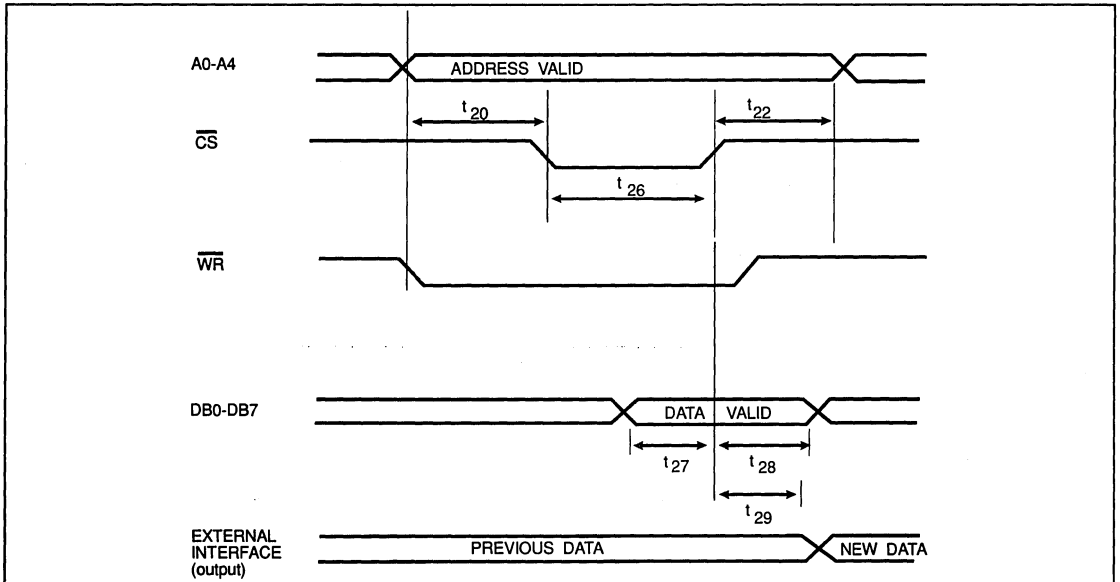 A0-A4
ADDRESS VALID
t20
t22
CS
t26
WR
DB0-DB7
DATA VALID
t27
t28
t29
EXTERNAL
INTERFACE
(output)
PREVIOUS DATA
NEW DATA